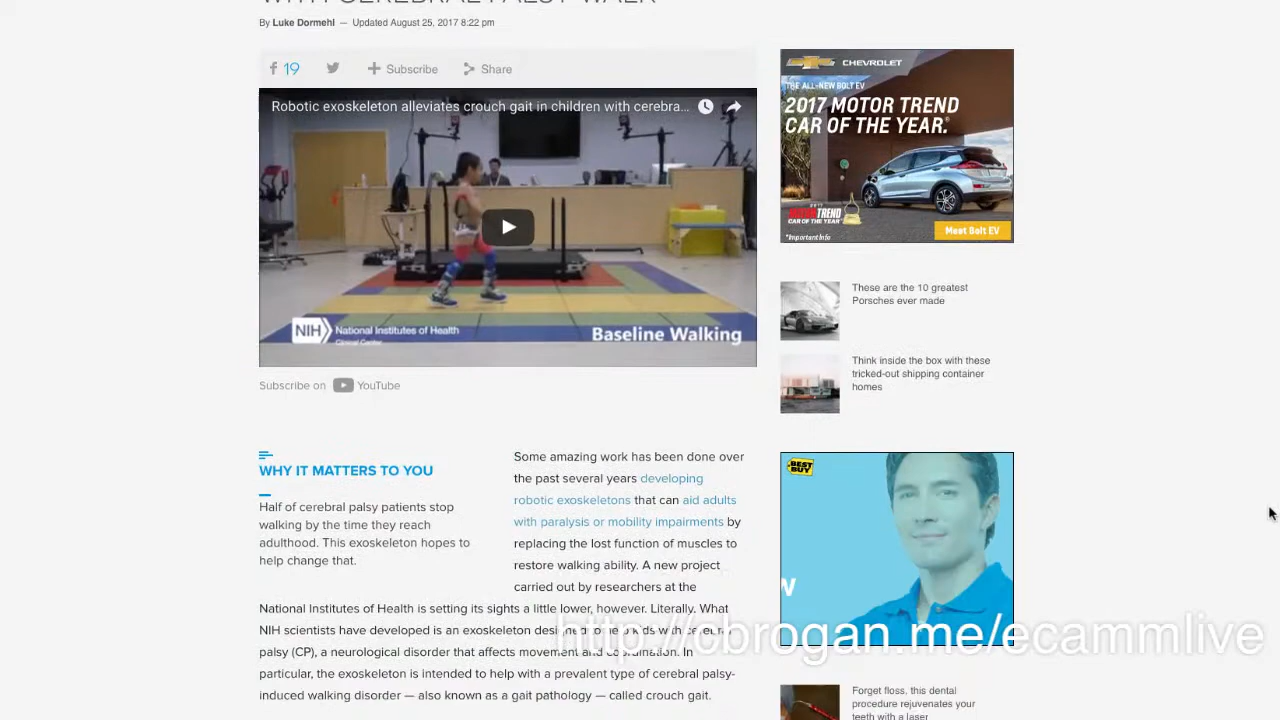 WITH CEREBRAL PALSY WALK
By Luke Dormehl — Updated August 25, 2017 8:22 pm
19
Subscribe
Share
Robotic exoskeleton alleviates crouch gait in children with cerebra...
NIH National Institutes of Health
Clinical Center
Baseline Walking
Subscribe on YouTube
WHY IT MATTERS TO YOU
Half of cerebral palsy patients stop
walking by the time they reach
adulthood. This exoskeleton hopes to
help change that.
Some amazing work has been done over
the past several years developing
robotic exoskeletons that can aid adults
with paralysis or mobility impairments by
replacing the lost function of muscles to
restore walking ability. A new project
carried out by researchers at the
National Institutes of Health is setting its sights a little lower, however. Literally. What
NIH scientists have developed is an exoskeleton designed to help kids with cerebral
palsy (CP), a neurological disorder that affects movement and coordination. In
particular, the exoskeleton is intended to help with a prevalent type of cerebral palsy-
induced walking disorder — also known as a gait pathology — called crouch gait.
CHEVROLET
THE ALL-NEW BOLT EV
2017 MOTOR TREND
CAR OF THE YEAR.®
2017
MOTOR TREND
CAR OF THE YEAR
*Important Info
Meet Bolt EV
These are the 10 greatest
Porsches ever made
Think inside the box with these
tricked-out shipping container
homes
BEST BUY
http://cbrogan.me/ecammlive
Forget floss, this dental
procedure rejuvenates your
teeth with a laser